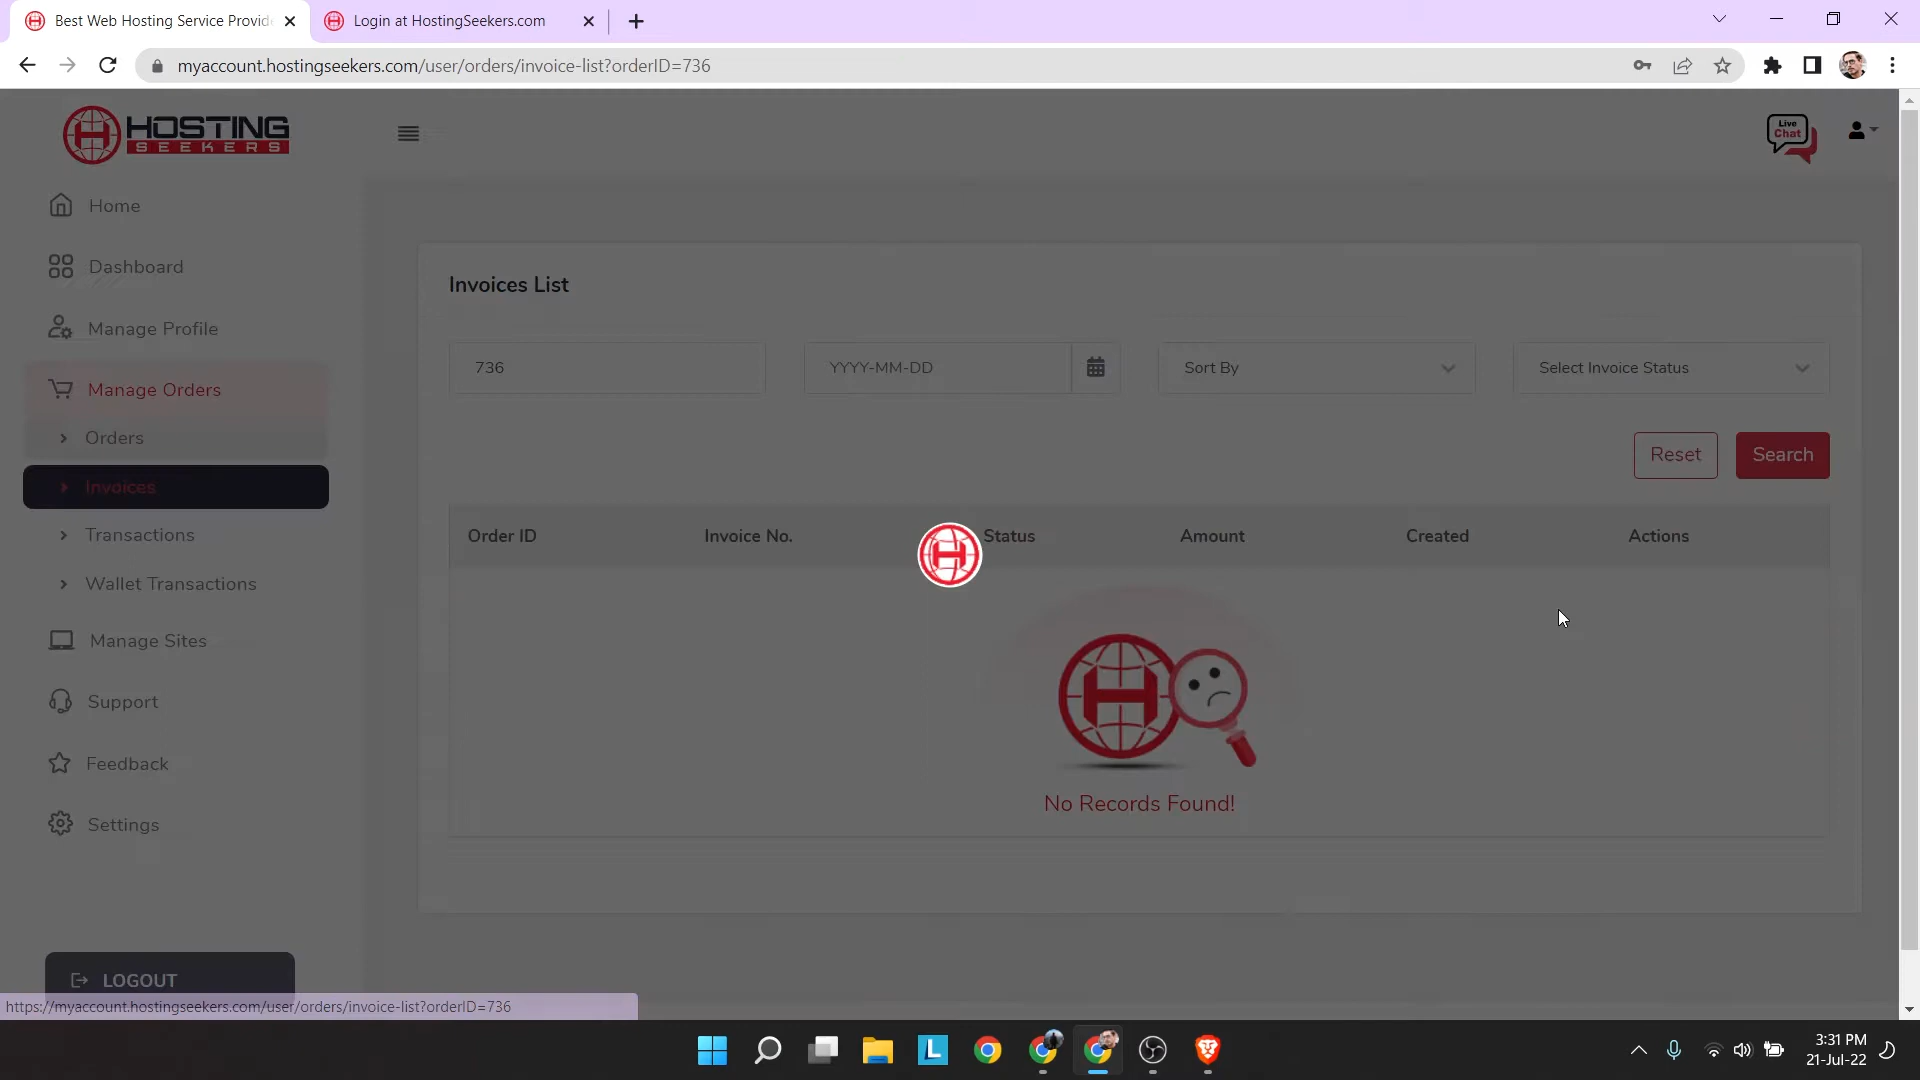 Best Web Hosting Service Provid
Login at HostingSeekers.com
myaccount.hostingseekers.com/user/orders/invoice-list?orderID=736
HOSTING
SEEKERS
Live
Chat
Home
Dashboard
Manage Profile
Manage Orders
Orders
Invoices
Transactions
Wallet Transactions
Manage Sites
Support
Feedback
Settings
LOGOUT
Invoices List
736
YYYY-MM-DD
Sort By
Select Invoice Status
Reset
Search
Order ID
Invoice No.
Status
Amount
Created
Actions
No Records Found!
https://myaccount.hostingseekers.com/user/orders/invoice-list?orderID=736
3:31 PM
21-Jul-22